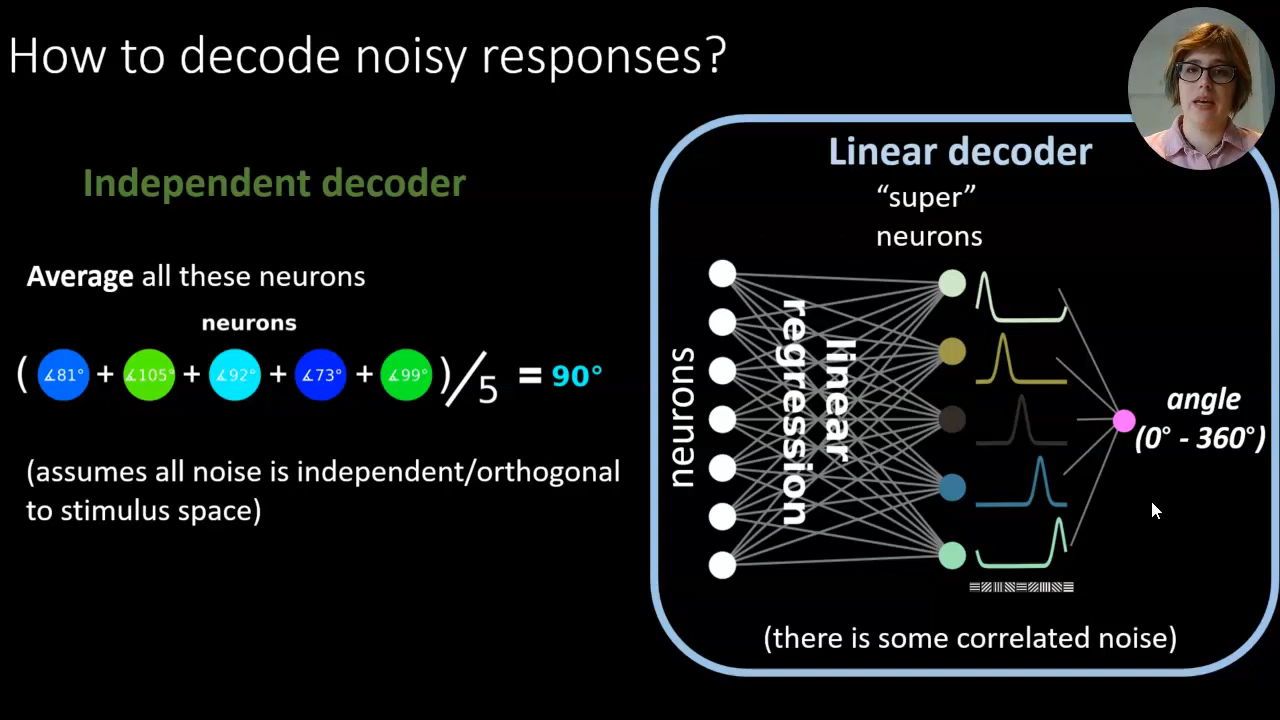 How to decode noisy responses?
Independent decoder
Average all these neurons
neurons
( ∡81° + ∡105° + ∡92° + ∡73° + ∡99° )/5 = 90°
(assumes all noise is independent/orthogonal
to stimulus space)
Linear decoder
“super”
neurons
neurons
linear
regression
angle
(0° - 360°)
(there is some correlated noise)